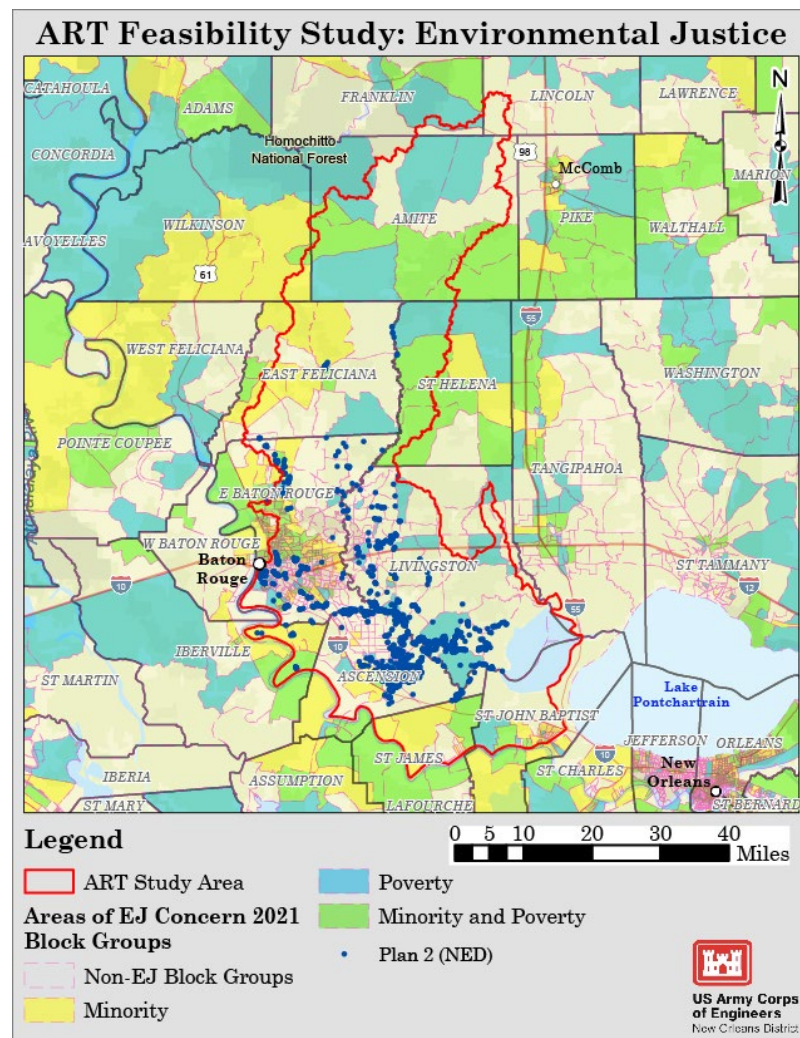 ART Feasibility Study: Environmental Justice
CATAHOULA
ADAMS
FRANKLIN
LINCOLN
LAWRENCE
N
CONCORDIA
Homochitto
National Forest
98
McComb
MARION
AVOYELLES
WILKINSON
AMITE
PIKE
WALTHALL
61
55
WEST FELICIANA
EAST FELICIANA
ST HELENA
WASHINGTON
POINTE COUPEE
TANGIPAHOA
E BATON ROUGE
W BATON ROUGE
Baton
Rouge
LIVINGSTON
ST TAMMANY
10
12
55
IBERVILLE
10
ST MARTIN
ASCENSION
Lake
Pontchartrain
ST JOHN BAPTIST
JEFFERSON
ORLEANS
ST JAMES
10
New
Orleans
IBERIA
ASSUMPTION
ST CHARLES
ST MARY
LAFOURCHE
ST BERNARD
Legend
0 5 10 20 30 40
Miles
ART Study Area
Areas of EJ Concern 2021
Block Groups
Non-EJ Block Groups
Minority
Poverty
Minority and Poverty
Plan 2 (NED)
US Army Corps
of Engineers
New Orleans District